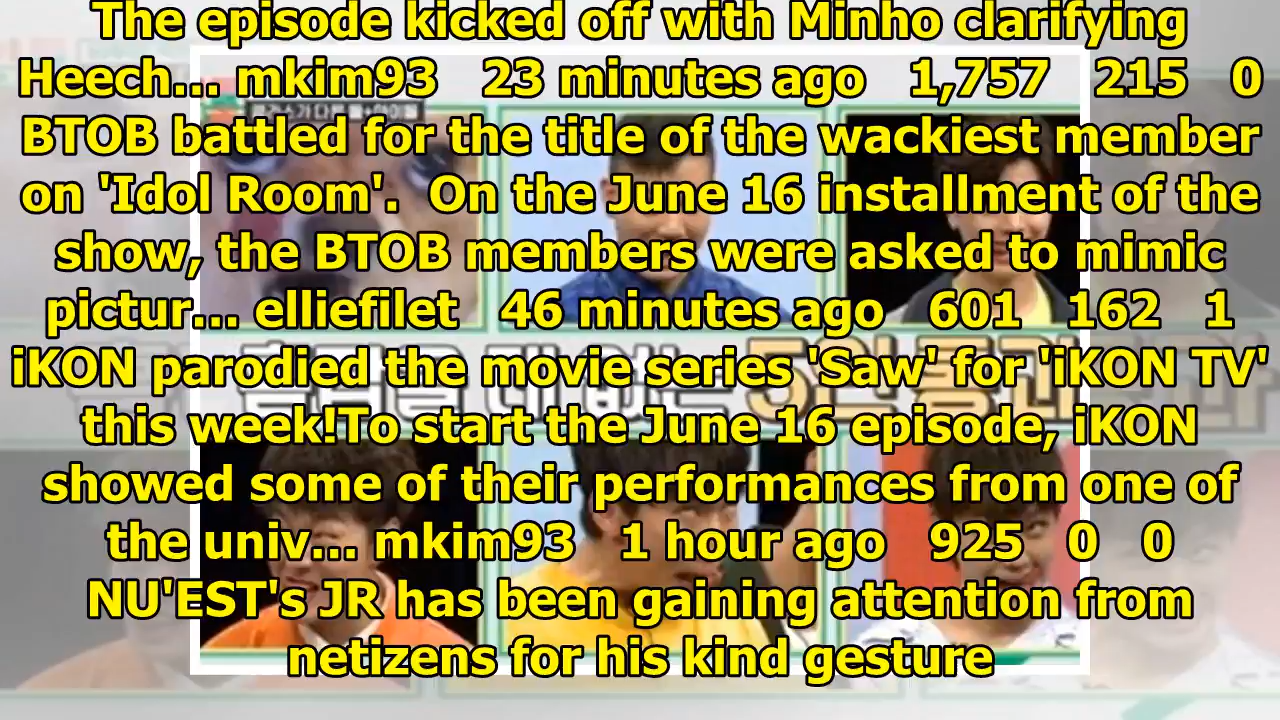 The episode kicked off with Minho clarifying
Heech... mkim93 23 minutes ago 1,757 215 0
BTOB battled for the title of the wackiest member
on 'Idol Room'. On the June 16 installment of the
show, the BTOB members were asked to mimic
pictur... elliefilet 46 minutes ago 601 162 1
iKON parodied the movie series 'Saw' for 'iKON TV'
this week!To start the June 16 episode, iKON
showed some of their performances from one of
the univ... mkim93 1 hour ago 925 0 0
NU'EST's JR has been gaining attention from
netizens for his kind gesture